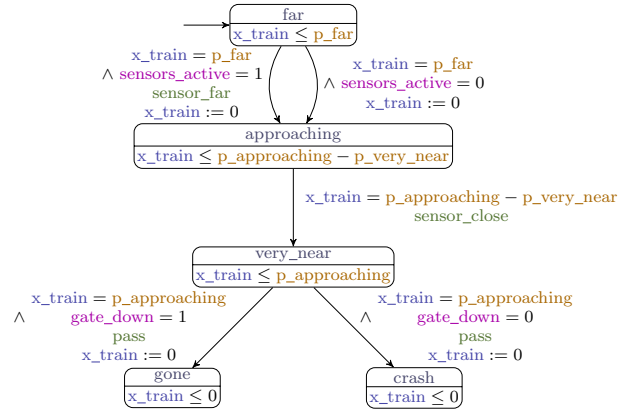 far
x_train ≤ p_far
x_train = p_far
∧ sensors_active = 1
sensor_far
x_train := 0
x_train = p_far
∧ sensors_active = 0
x_train := 0
approaching
x_train ≤ p_approaching − p_very_near
x_train = p_approaching − p_very_near
sensor_close
very_near
x_train ≤ p_approaching
x_train = p_approaching
∧ gate_down = 1
pass
x_train := 0
x_train = p_approaching
∧ gate_down = 0
pass
x_train := 0
gone
x_train ≤ 0
crash
x_train ≤ 0